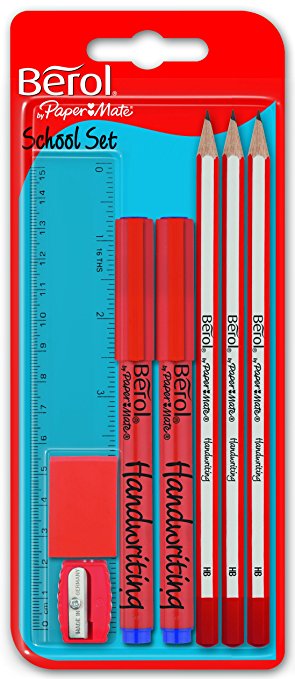 Berol®
by Paper Mate®
School Set
0
16 THS
1
2
3
15 14 13 12 11 10 9 8 7 6 5 4 3 2 1 0
MADE IN GERMANY
Berol®
by Paper Mate®
Handwriting
Berol®
by Paper Mate®
Handwriting
Berol® by Paper Mate® Handwriting HB
Berol® by Paper Mate® Handwriting HB
Berol® by Paper Mate® Handwriting HB